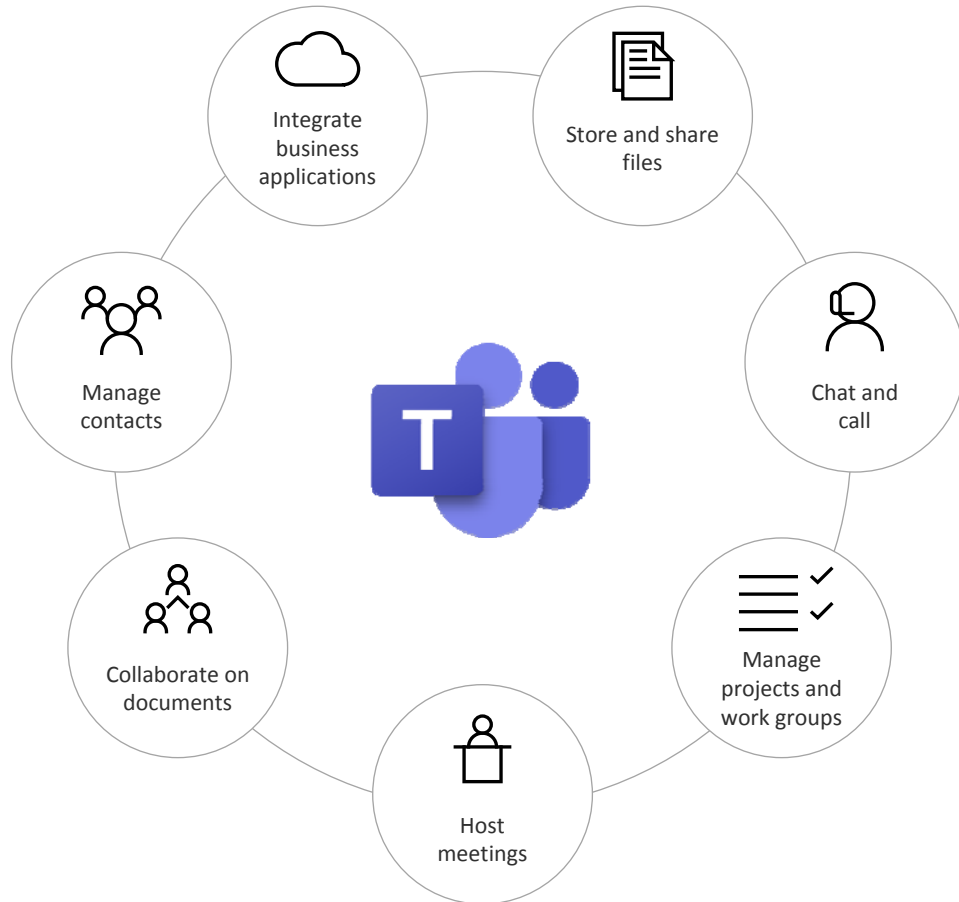 Integrate
business
applications
Store and share
files
Chat and
call
Manage
projects and
work groups
Host
meetings
Collaborate on
documents
Manage
contacts
T